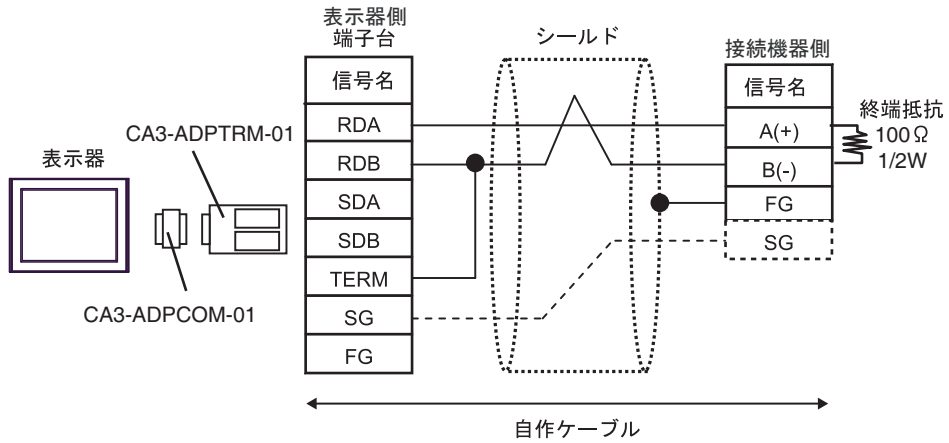 表示器側
端子台
シールド
接続機器側
信号名
信号名
終端抵抗
100Ω
1/2W
CA3-ADPTRM-01
表示器
RDA
A(+)
RDB
B(-)
SDA
FG
SDB
SG
TERM
CA3-ADPCOM-01
SG
FG
自作ケーブル